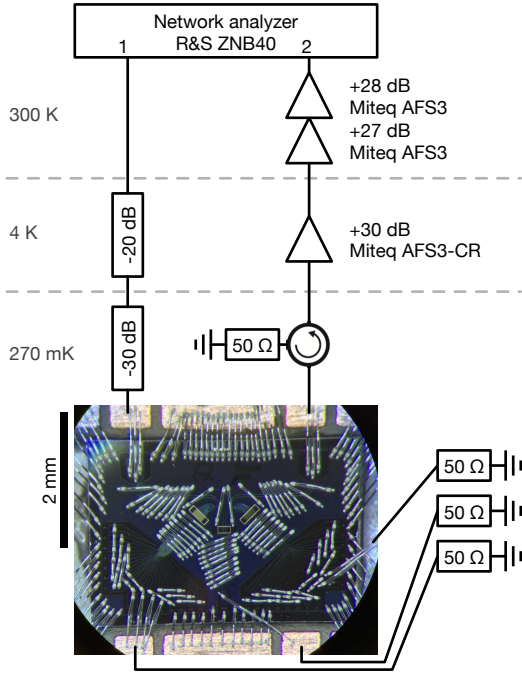 Network analyzer
R&S ZNB40
1
2
300 K
+28 dB
Miteq AFS3
+27 dB
Miteq AFS3
4 K
-20 dB
+30 dB
Miteq AFS3-CR
270 mK
-30 dB
50 Ω
2 mm
50 Ω
50 Ω
50 Ω